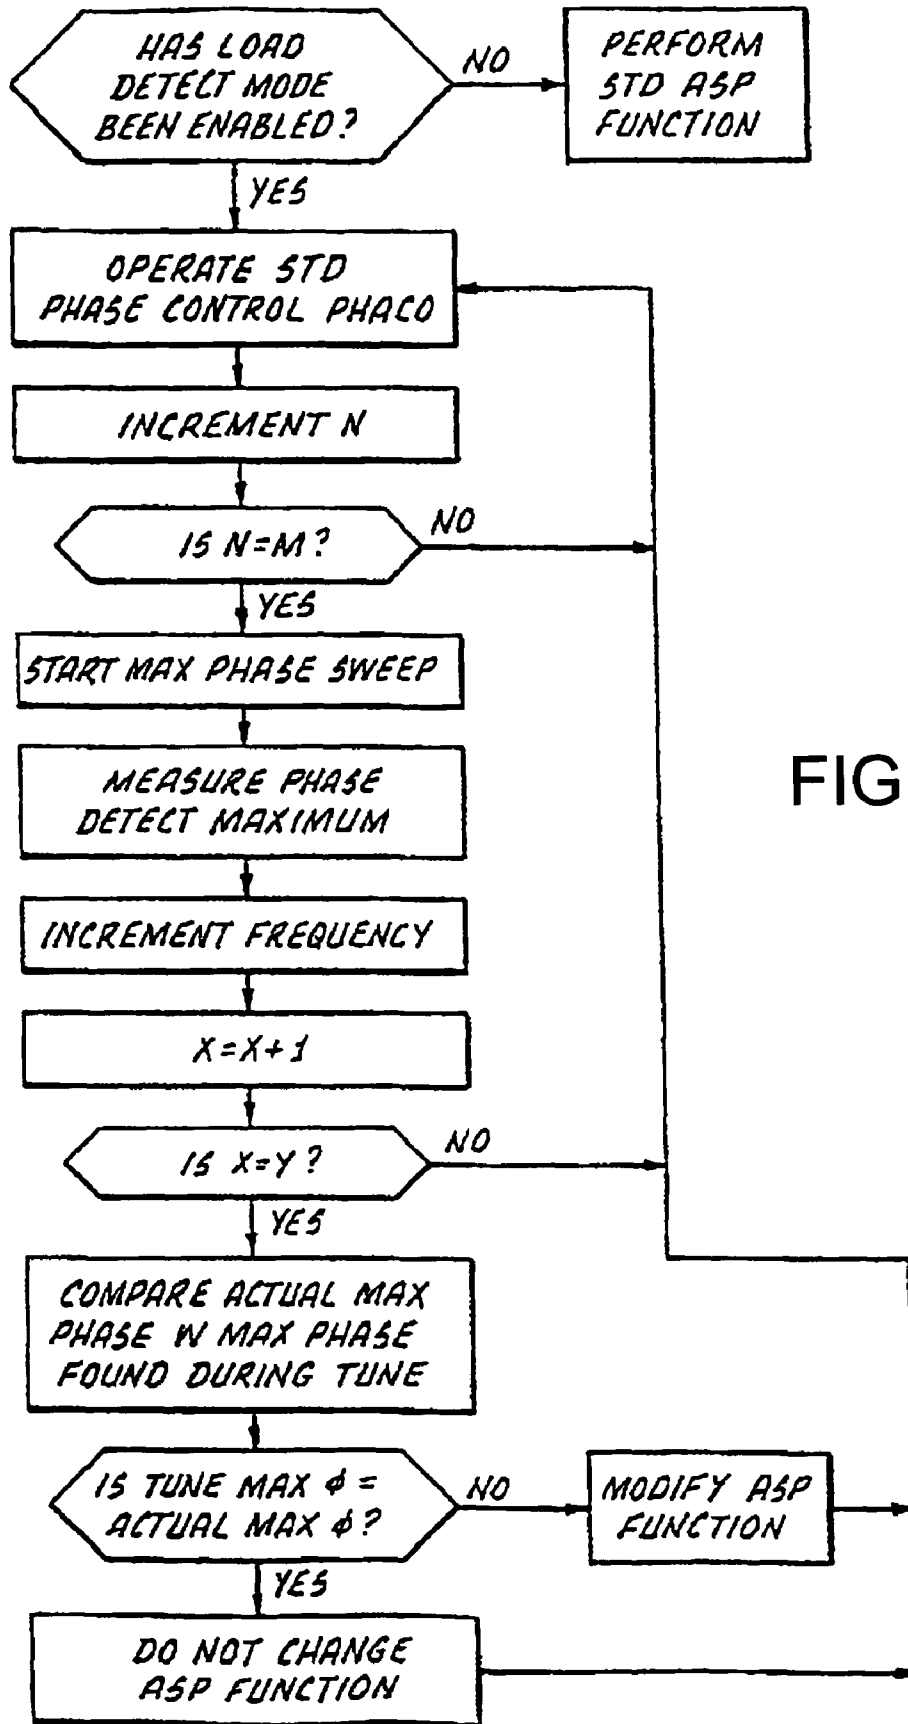 HAS LOAD
DETECT MODE
BEEN ENABLED?
NO
PERFORM
STD ASP
FUNCTION
YES
OPERATE STD
PHASE CONTROL PHACO
INCREMENT N
IS N=M?
NO
YES
START MAX PHASE SWEEP
MEASURE PHASE
DETECT MAXIMUM
FIG
INCREMENT FREQUENCY
X=X+1
IS X=Y?
NO
YES
COMPARE ACTUAL MAX
PHASE W MAX PHASE
FOUND DURING TUNE
IS TUNE MAX ϕ =
ACTUAL MAX ϕ?
NO
MODIFY ASP
FUNCTION
YES
DO NOT CHANGE
ASP FUNCTION